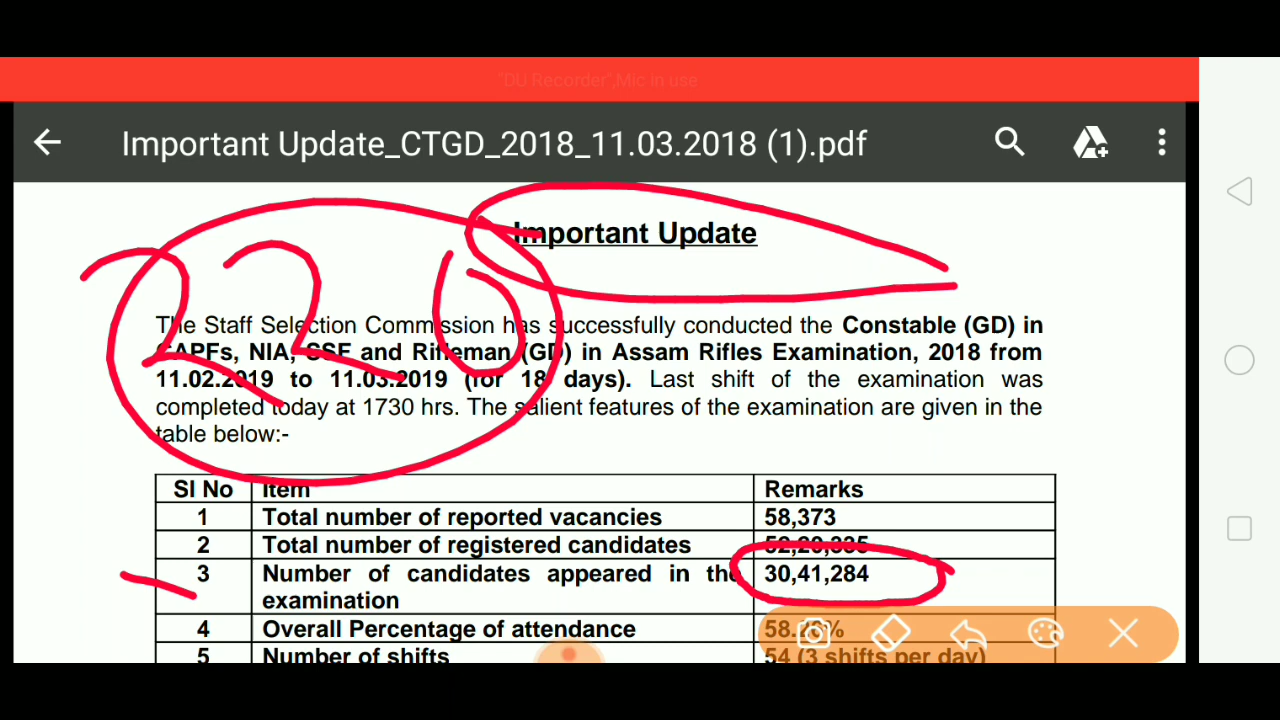 "DU Recorder",Mic in use
Important Update_CTGD_2018_11.03.2018 (1).pdf
Important Update
220
The Staff Selection Commission has successfully conducted the Constable (GD) in
CAPFs, NIA, SSF and Rifleman (GD) in Assam Rifles Examination, 2018 from
11.02.2019 to 11.03.2019 (for 18 days). Last shift of the examination was
completed today at 1730 hrs. The salient features of the examination are given in the
table below:-
Sl No Item Remarks
1 Total number of reported vacancies 58,373
2 Total number of registered candidates 52,20,335
3 Number of candidates appeared in the 30,41,284
examination
4 Overall Percentage of attendance
5 Number of shifts 54 (3 shifts per day)